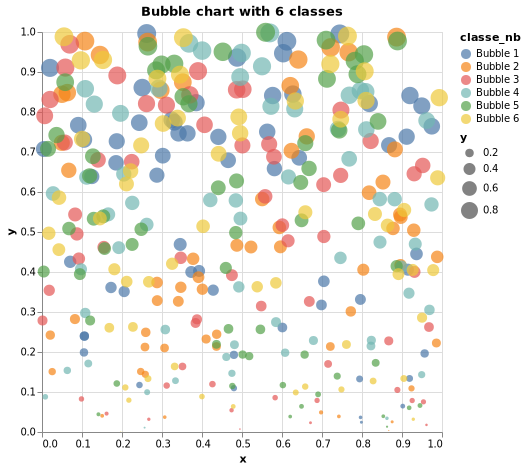 Bubble chart with 6 classes
1.0
0.9
0.8
0.7
0.6
0.5
0.4
0.3
0.2
0.1
0.0
y
0.0 0.1 0.2 0.3 0.4 0.5 0.6 0.7 0.8 0.9 1.0
x
classe_nb
Bubble 1
Bubble 2
Bubble 3
Bubble 4
Bubble 5
Bubble 6
y
0.2
0.4
0.6
0.8